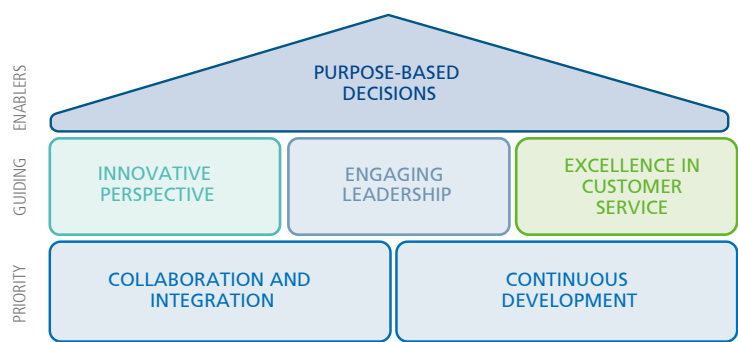 ENABLERS
PURPOSE-BASED
DECISIONS
GUIDING
INNOVATIVE
PERSPECTIVE
ENGAGING
LEADERSHIP
EXCELLENCE IN
CUSTOMER
SERVICE
PRIORITY
COLLABORATION AND
INTEGRATION
CONTINUOUS
DEVELOPMENT